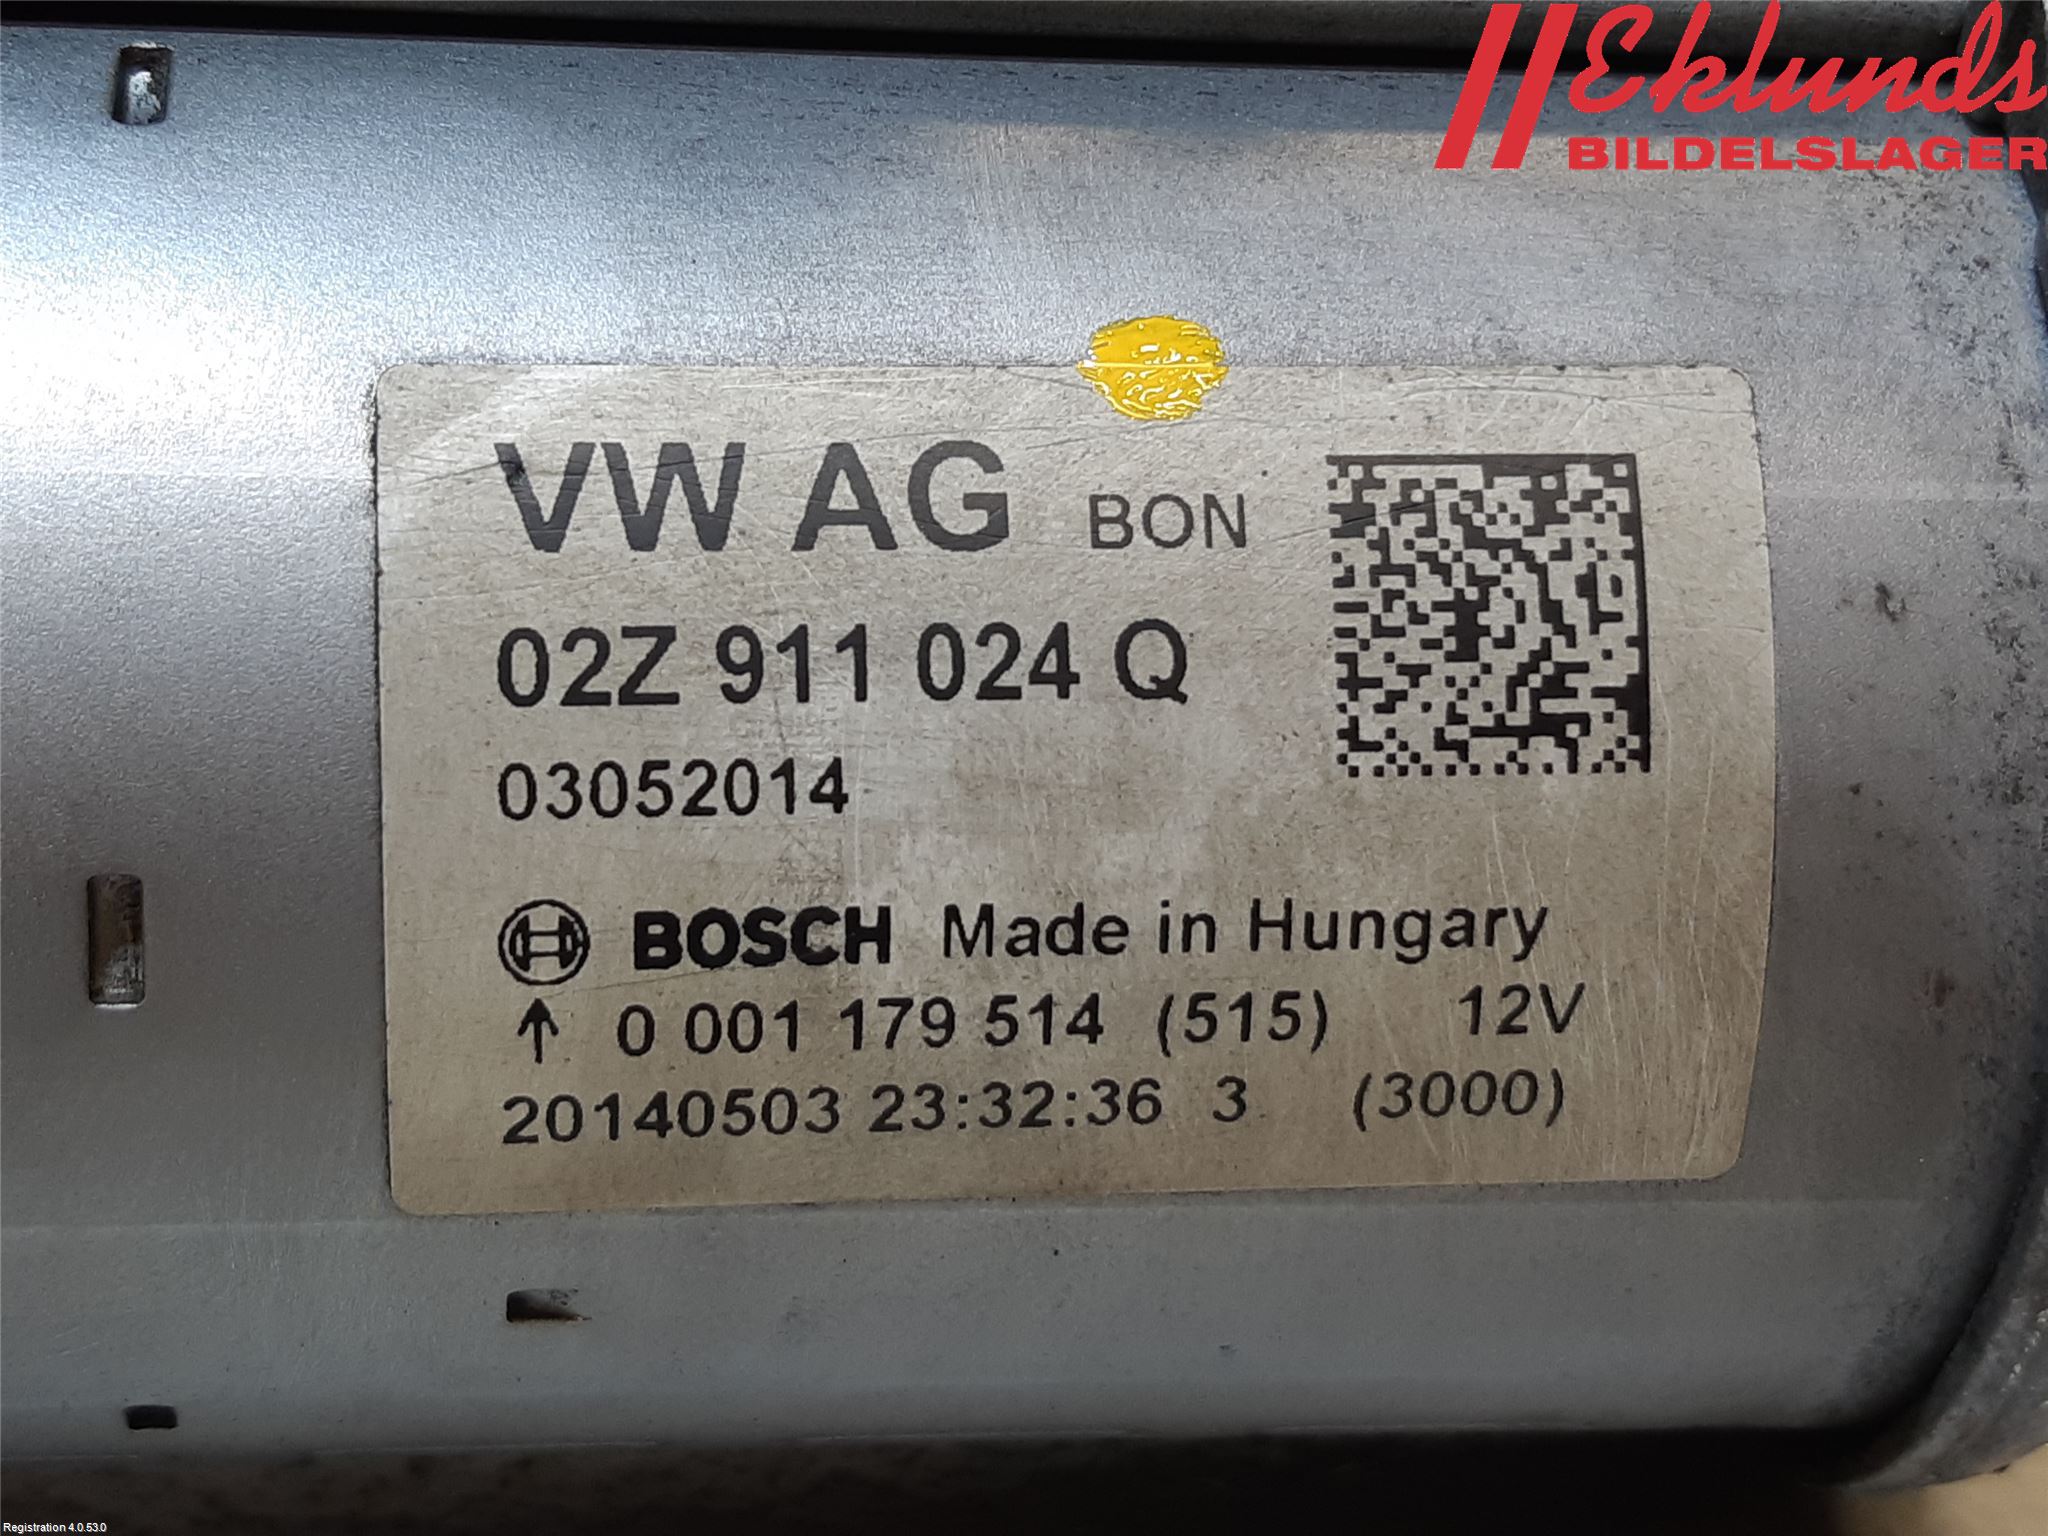 Eklunds
BILDELSLAGER
VW AG BON
02Z 911 024 Q
03052014
BOSCH Made in Hungary
↑ 0 001 179 514 (515) 12V
20140503 23:32:36 3 (3000)
Registration 4.0.53.0